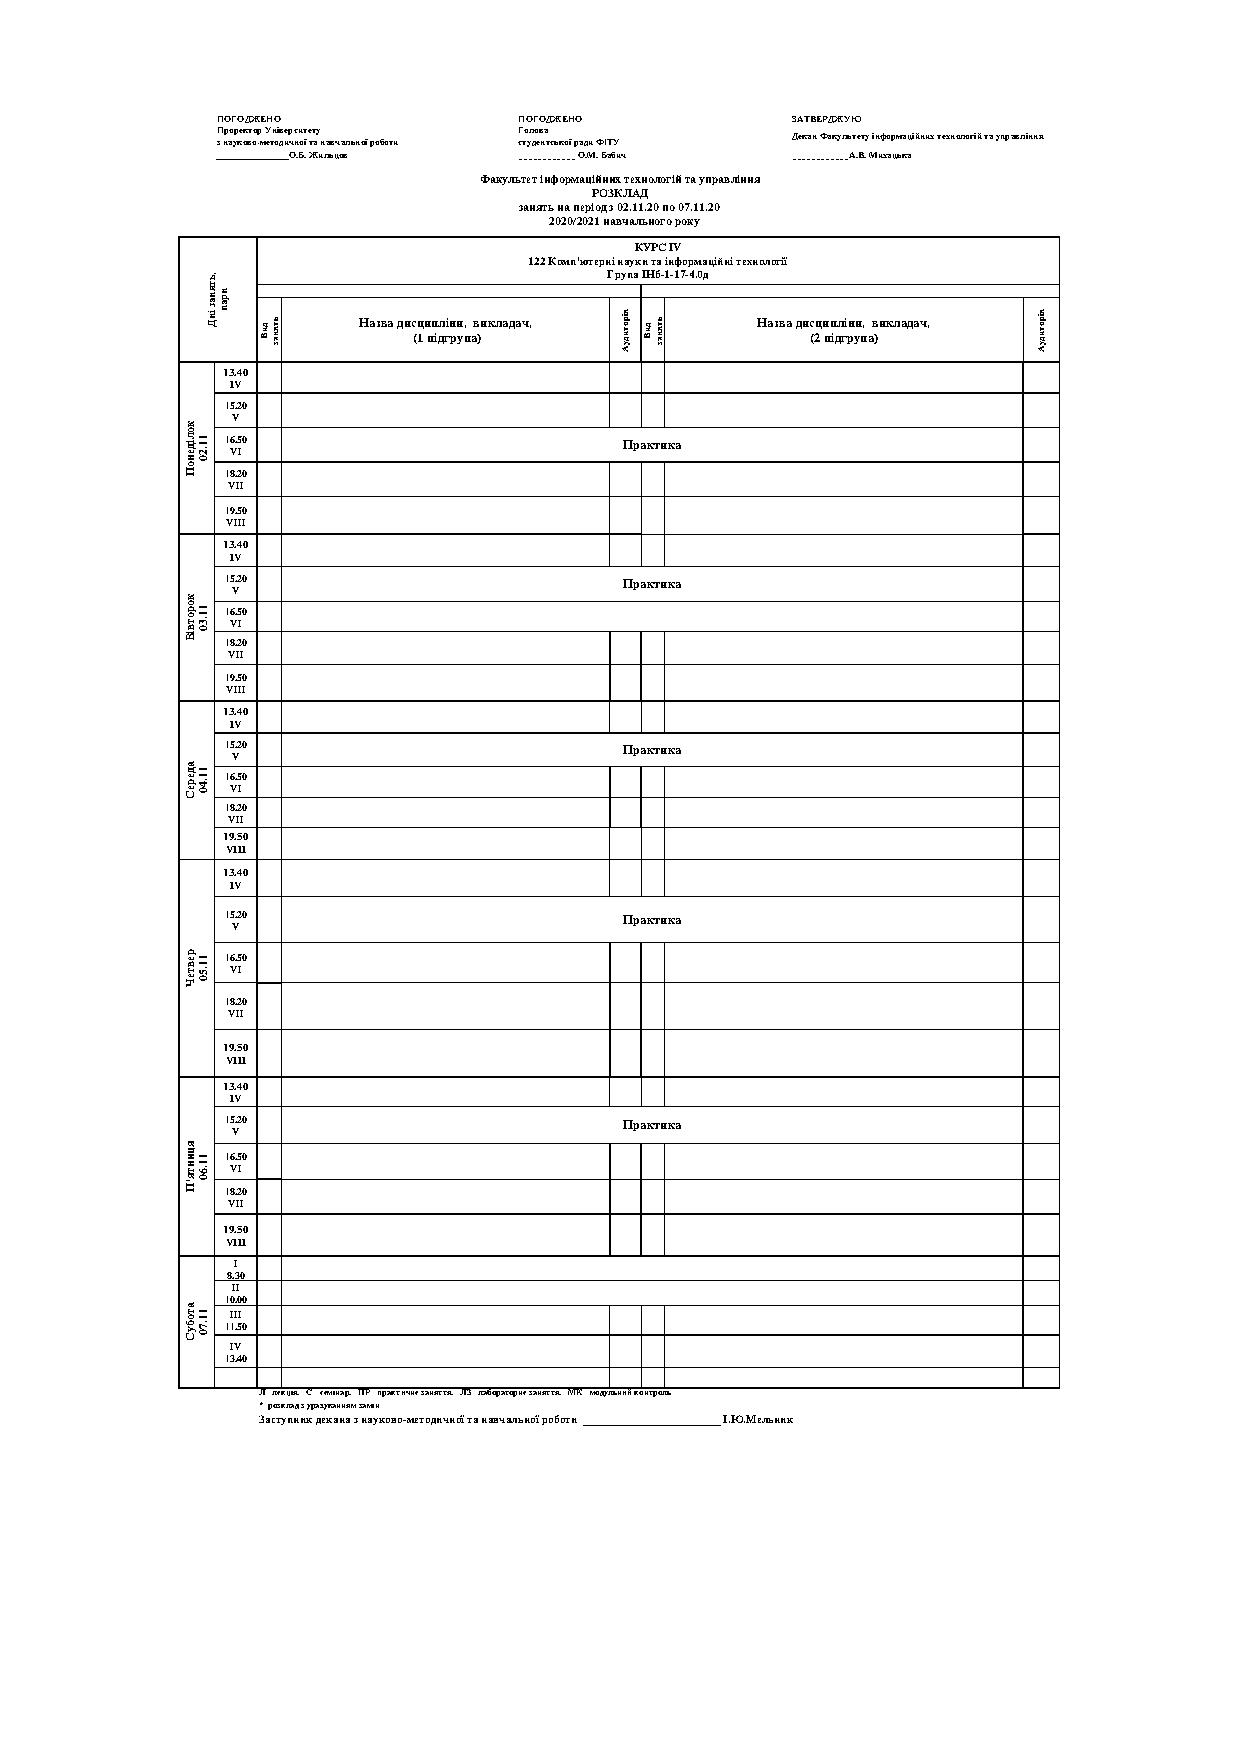 ПОГОДЖЕНО
Проректор Університету
з науково-методичної та навчальної роботи
_______________О.Б. Жильцов
ПОГОДЖЕНО
Голова
студентської ради ФІТУ
____________ О.М. Бабич
ЗАТВЕРДЖУЮ
Декан Факультету інформаційних технологій та управління
____________А.В. Михацька
Факультет інформаційних технологій та управління
РОЗКЛАД
занять на період з 02.11.20 по 07.11.20
2020/2021 навчального року
Дні занять,
пари
КУРС IV
122 Комп'ютерні науки та інформаційні технології
Група ІНб-1-17-4.0д
Вид
занять
Назва дисципліни, викладач,
(1 підгрупа)
Аудиторія
Вид
занять
Назва дисципліни, викладач,
(2 підгрупа)
Аудиторія
Понеділок
02.11
13.40
IV
15.20
V
16.50
VI
Практика
18.20
VII
19.50
VIII
Вівторок
03.11
13.40
IV
15.20
V
Практика
16.50
VI
18.20
VII
19.50
VIII
Середа
04.11
13.40
IV
15.20
V
Практика
16.50
VI
18.20
VII
19.50
VIII
Четвер
05.11
13.40
IV
15.20
V
Практика
16.50
VI
18.20
VII
19.50
VIII
П'ятниця
06.11
13.40
IV
15.20
V
Практика
16.50
VI
18.20
VII
19.50
VIII
Субота
07.11
I
8.30
II
10.00
III
11.50
IV
13.40
Л лекція, С семінар, ПР практичне заняття, ЛЗ лабораторне заняття, МК модульний контроль
* розклад з урахуванням замін
Заступник декана з науково-методичної та навчальної роботи _______________________ І.Ю.Мельник